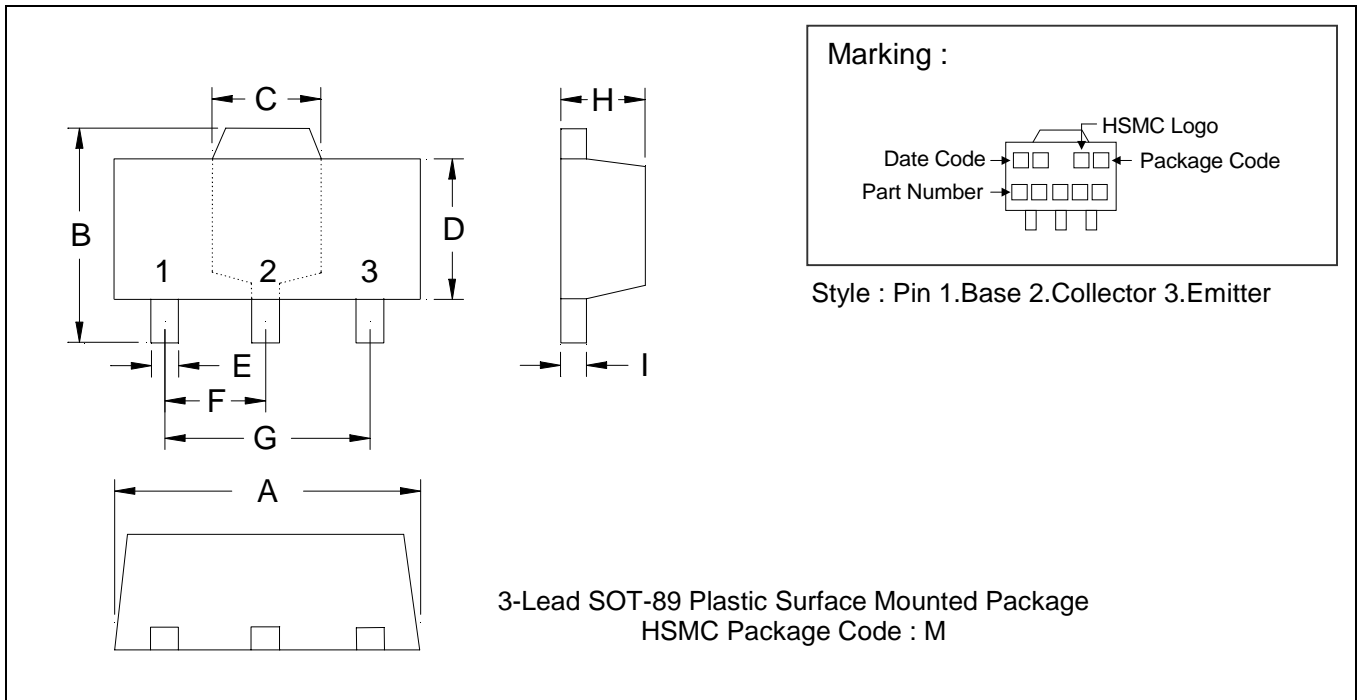 Marking :
HSMC Logo
Date Code
Package Code
Part Number
Style : Pin 1.Base 2.Collector 3.Emitter
C
H
B
D
1 2 3
E
I
F
G
A
3-Lead SOT-89 Plastic Surface Mounted Package
HSMC Package Code : M